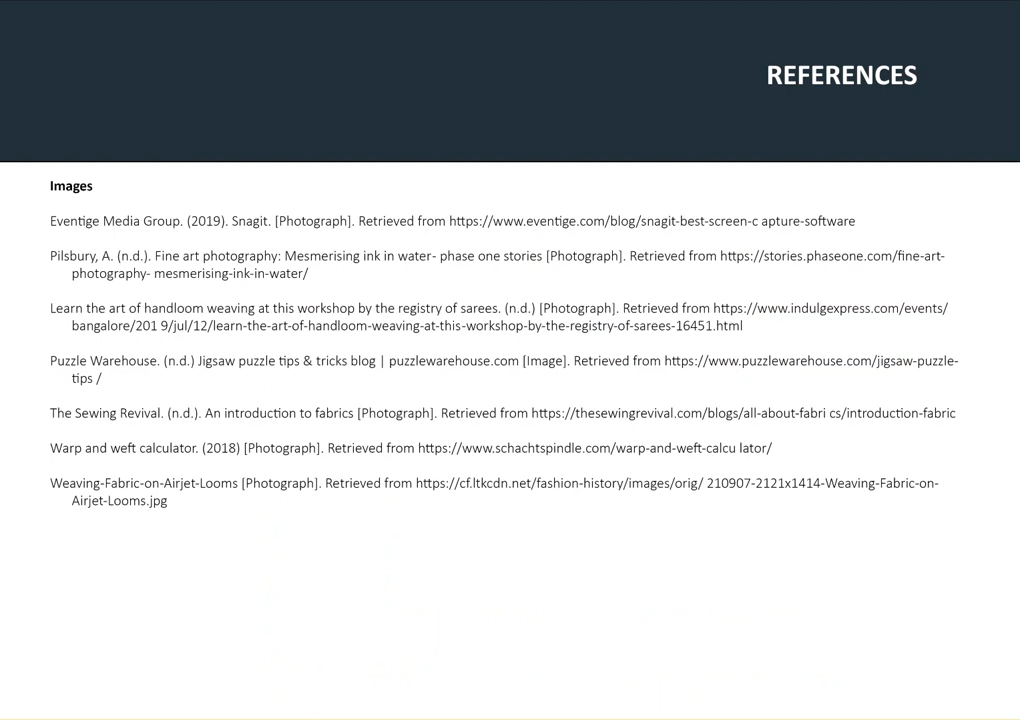 REFERENCES
Images
Eventige Media Group. (2019). Snagit. [Photograph]. Retrieved from https://www.eventige.com/blog/snagit-best-screen-c apture-software
Pilsbury, A. (n.d.). Fine art photography: Mesmerising ink in water- phase one stories [Photograph]. Retrieved from https://stories.phaseone.com/fine-art-
photography- mesmerising-ink-in-water/
Learn the art of handloom weaving at this workshop by the registry of sarees. (n.d.) [Photograph]. Retrieved from https://www.indulgexpress.com/events/
bangalore/201 9/jul/12/learn-the-art-of-handloom-weaving-at-this-workshop-by-the-registry-of-sarees-16451.html
Puzzle Warehouse. (n.d.) Jigsaw puzzle tips & tricks blog | puzzlewarehouse.com [Image]. Retrieved from https://www.puzzlewarehouse.com/jigsaw-puzzle-
tips /
The Sewing Revival. (n.d.). An introduction to fabrics [Photograph]. Retrieved from https://thesewingrevival.com/blogs/all-about-fabri cs/introduction-fabric
Warp and weft calculator. (2018) [Photograph]. Retrieved from https://www.schachtspindle.com/warp-and-weft-calcu lator/
Weaving-Fabric-on-Airjet-Looms [Photograph]. Retrieved from https://cf.ltkcdn.net/fashion-history/images/orig/ 210907-2121x1414-Weaving-Fabric-on-
Airjet-Looms.jpg